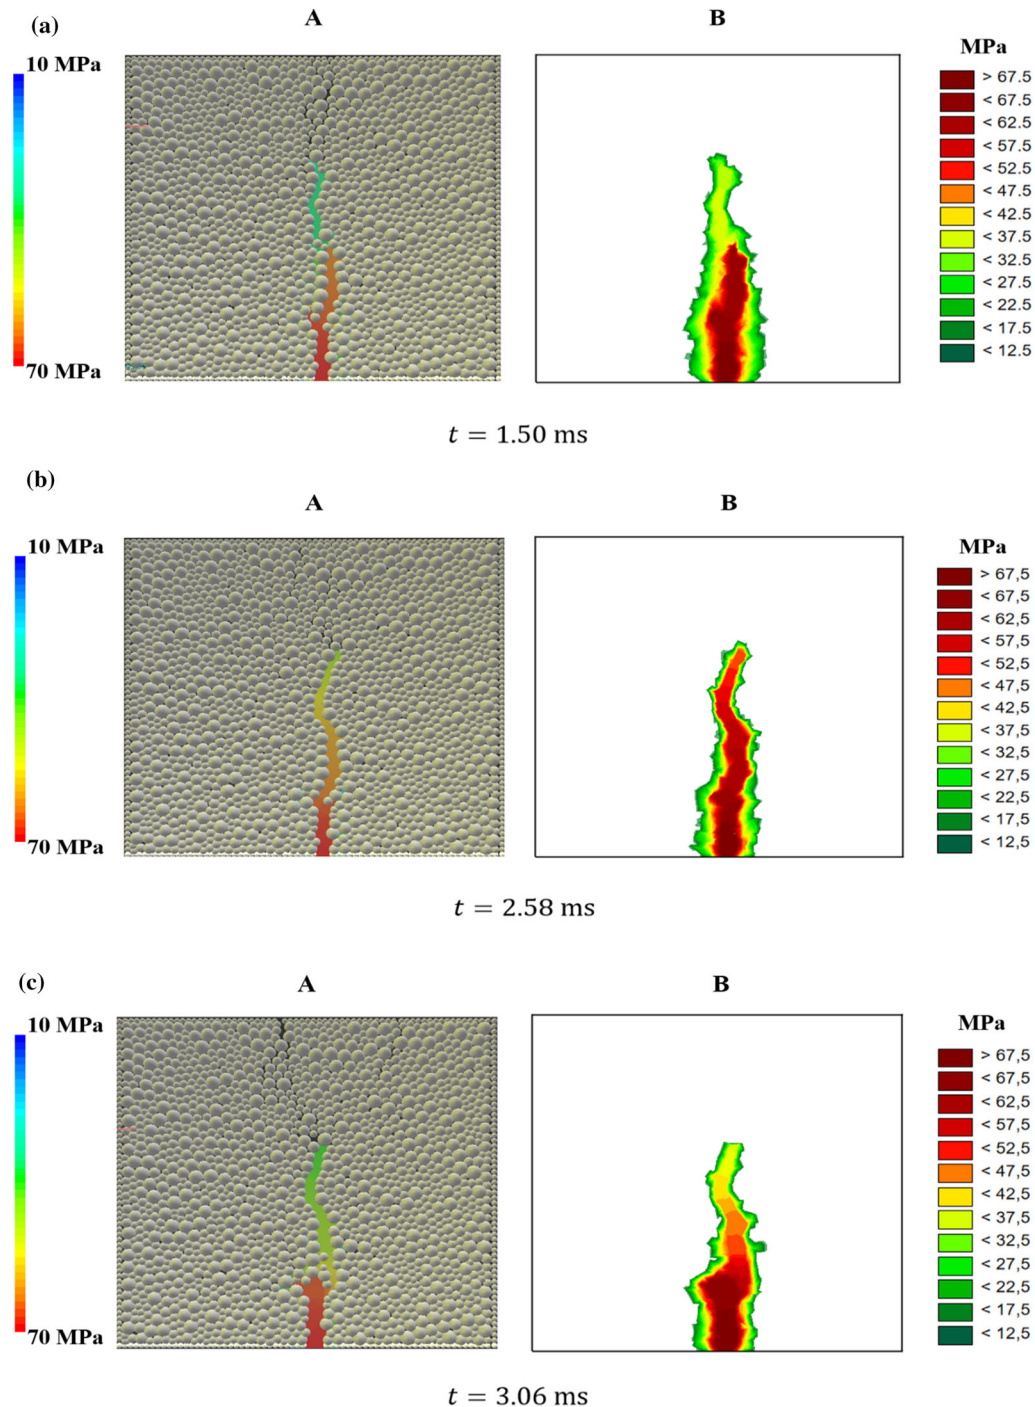 (a)
A
B
10 MPa
70 MPa
MPa
> 67.5
< 67.5
< 62.5
< 57.5
< 52.5
< 47.5
< 42.5
< 37.5
< 32.5
< 27.5
< 22.5
< 17.5
< 12.5
t = 1.50 ms
(b)
A
B
10 MPa
70 MPa
MPa
> 67,5
< 67,5
< 62,5
< 57,5
< 52,5
< 47,5
< 42,5
< 37,5
< 32,5
< 27,5
< 22,5
< 17,5
< 12,5
t = 2.58 ms
(c)
A
B
10 MPa
70 MPa
MPa
> 67,5
< 67,5
< 62,5
< 57,5
< 52,5
< 47,5
< 42,5
< 37,5
< 32,5
< 27,5
< 22,5
< 17,5
< 12,5
t = 3.06 ms